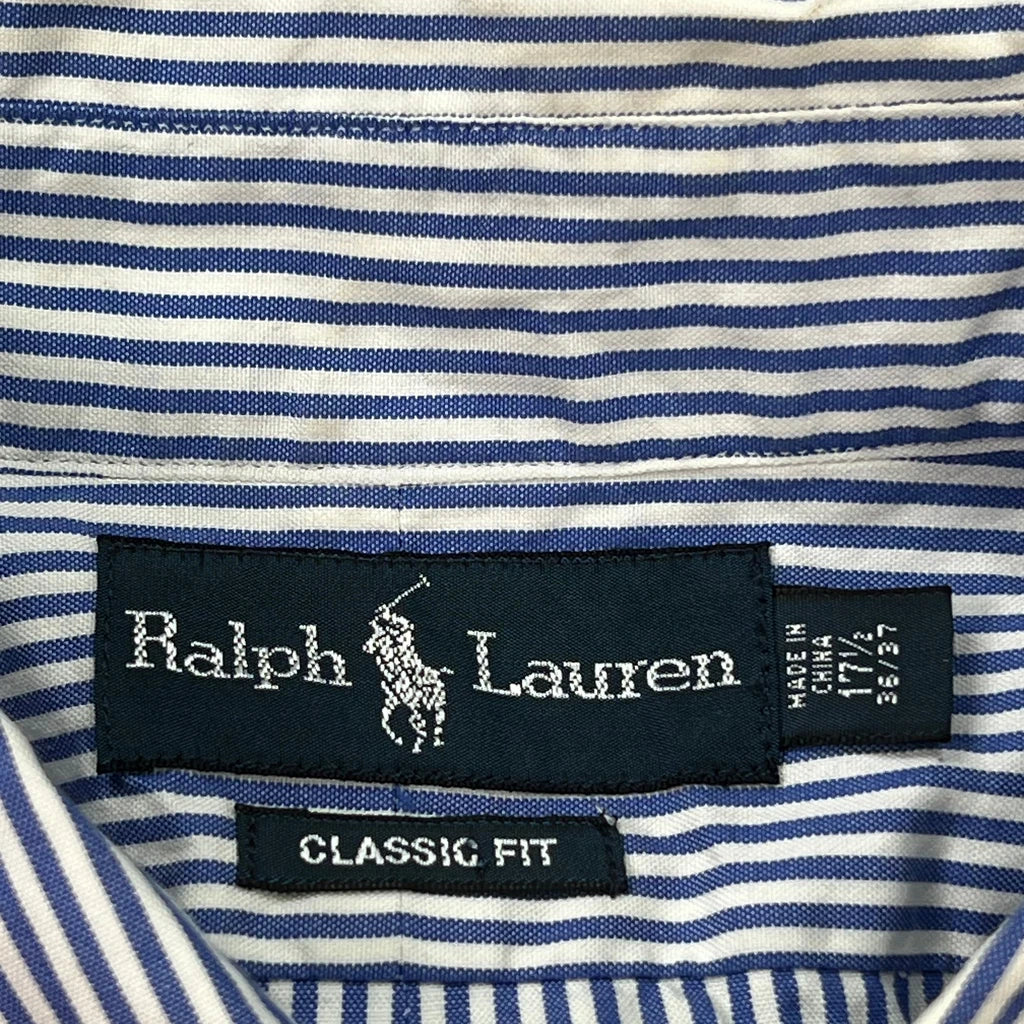 Ralph Lauren
MADE IN
CHINA
17½
36/37
CLASSIC FIT